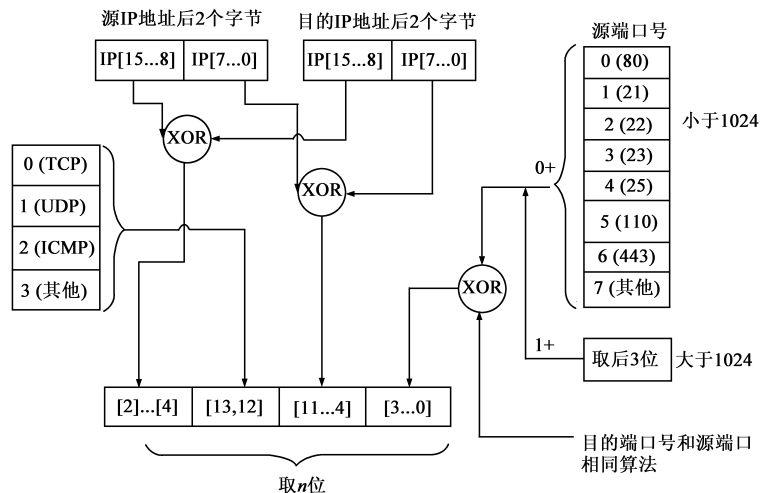 源IP地址后2个字节
目的IP地址后2个字节
源端口号
IP[15...8]
IP[7...0]
IP[15...8]
IP[7...0]
0 (80)
1 (21)
2 (22)
3 (23)
4 (25)
5 (110)
6 (443)
7 (其他)
小于1024
XOR
0 (TCP)
1 (UDP)
2 (ICMP)
3 (其他)
XOR
0+
XOR
1+
取后3位
大于1024
[2]...[4]
[13,12]
[11...4]
[3...0]
目的端口号和源端口
相同算法
取n位